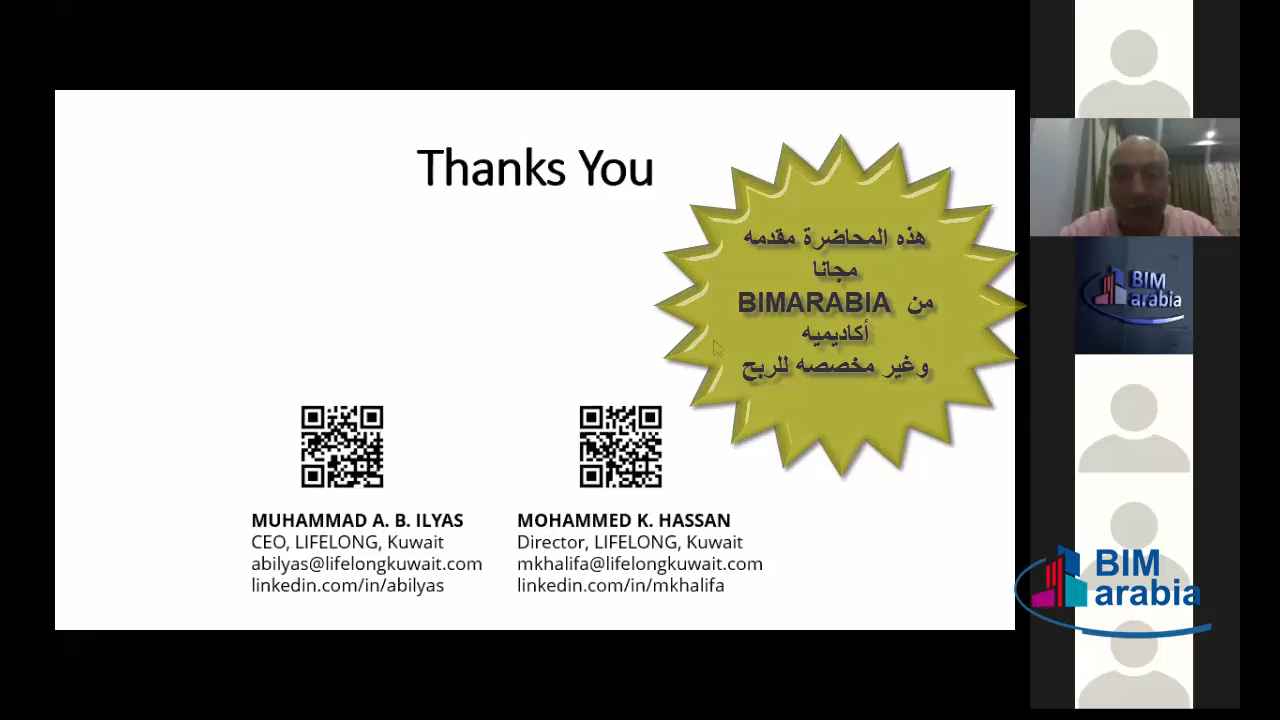 Thanks You
هذه المحاضرة مقدمه
مجانا
من BIMARABIA
أكاديميه
وغير مخصصه للربح
MUHAMMAD A. B. ILYAS
CEO, LIFELONG, Kuwait
abilyas@lifelongkuwait.com
linkedin.com/in/abilyas
MOHAMMED K. HASSAN
Director, LIFELONG, Kuwait
mkhalifa@lifelongkuwait.com
linkedin.com/in/mkhalifa
BIM
arabia
BIM
arabia